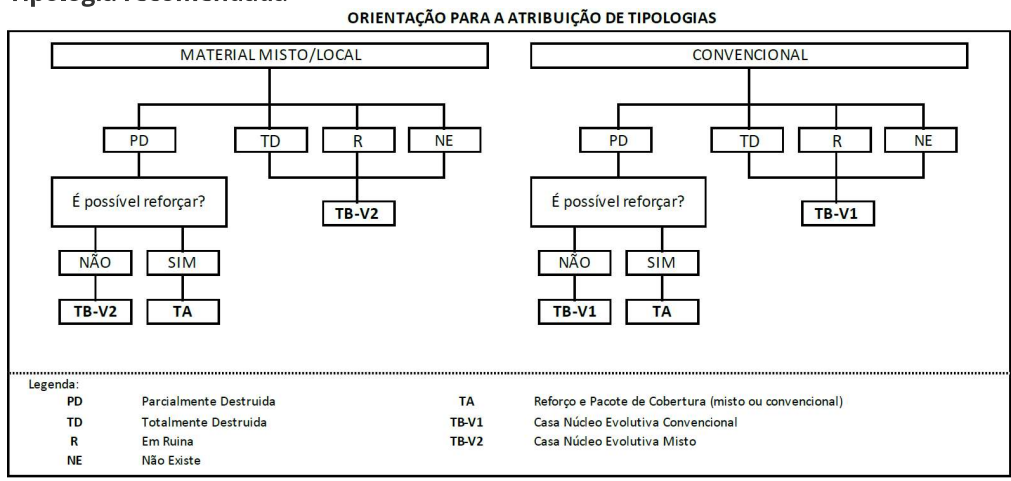 Tipologia recomendada
ORIENTAÇÃO PARA A ATRIBUIÇÃO DE TIPOLOGIAS
MATERIAL MISTO/LOCAL
PD
TD
R
NE
É possível reforçar?
TB-V2
NÃO
SIM
TB-V2
TA
CONVENCIONAL
PD
TD
R
NE
É possível reforçar?
TB-V1
NÃO
SIM
TB-V1
TA
Legenda:
PD Parcialmente Destruida
TD Totalmente Destruida
R Em Ruina
NE Não Existe
TA Reforço e Pacote de Cobertura (misto ou convencional)
TB-V1 Casa Núcleo Evolutiva Convencional
TB-V2 Casa Núcleo Evolutiva Misto